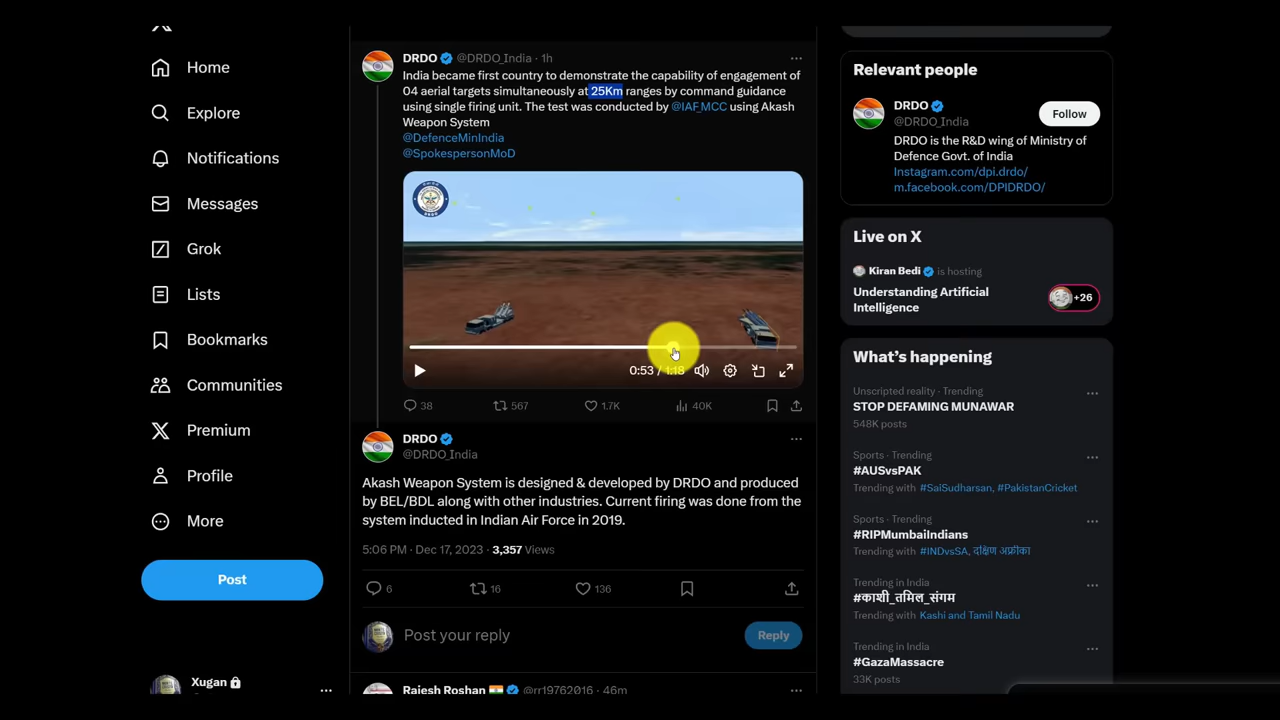 Home
Explore
Notifications
Messages
Grok
Lists
Bookmarks
Communities
Premium
Profile
More
Post
Xugan
DRDO @DRDO_India · 1h
India became first country to demonstrate the capability of engagement of
04 aerial targets simultaneously at 25Km ranges by command guidance
using single firing unit. The test was conducted by @IAF_MCC using Akash
Weapon System
@DefenceMinIndia
@SpokespersonMoD
DRDO
0:53 / 1:18
38 567 1.7K 40K
DRDO
@DRDO_India
Akash Weapon System is designed & developed by DRDO and produced
by BEL/BDL along with other industries. Current firing was done from the
system inducted in Indian Air Force in 2019.
5:06 PM · Dec 17, 2023 · 3,357 Views
6 16 136
Post your reply
Reply
Rajesh Roshan @rr19762016 · 46m
Relevant people
DRDO
@DRDO_India
Follow
DRDO is the R&D wing of Ministry of
Defence Govt. of India
Instagram.com/dpi.drdo/
m.facebook.com/DPIDRDO/
Live on X
Kiran Bedi is hosting
Understanding Artificial
Intelligence
+26
What's happening
Unscripted reality · Trending
STOP DEFAMING MUNAWAR
548K posts
Sports · Trending
#AUSvsPAK
Trending with #SaiSudharsan, #PakistanCricket
Sports · Trending
#RIPMumbaiIndians
Trending with #INDvsSA, दक्षिण अफ्रीका
Trending in India
#काशी_तमिल_संगम
Trending with Kashi and Tamil Nadu
Trending in India
#GazaMassacre
33K posts